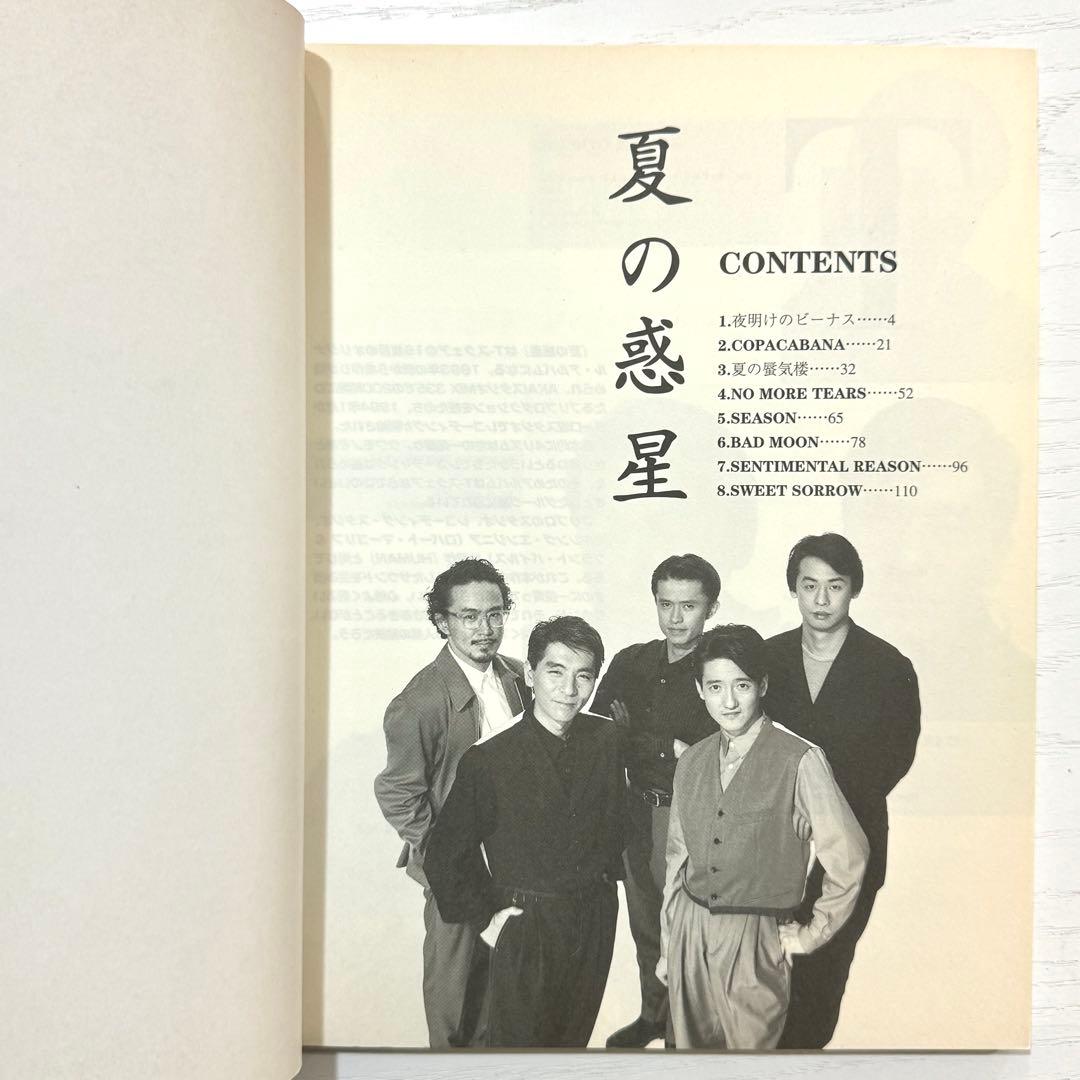 夏の惑星
CONTENTS
1.夜明けのビーナス……4
2.COPACABANA……21
3.夏の蜃気楼……32
4.NO MORE TEARS……52
5.SEASON……65
6.BAD MOON……78
7.SENTIMENTAL REASON……96
8.SWEET SORROW……110